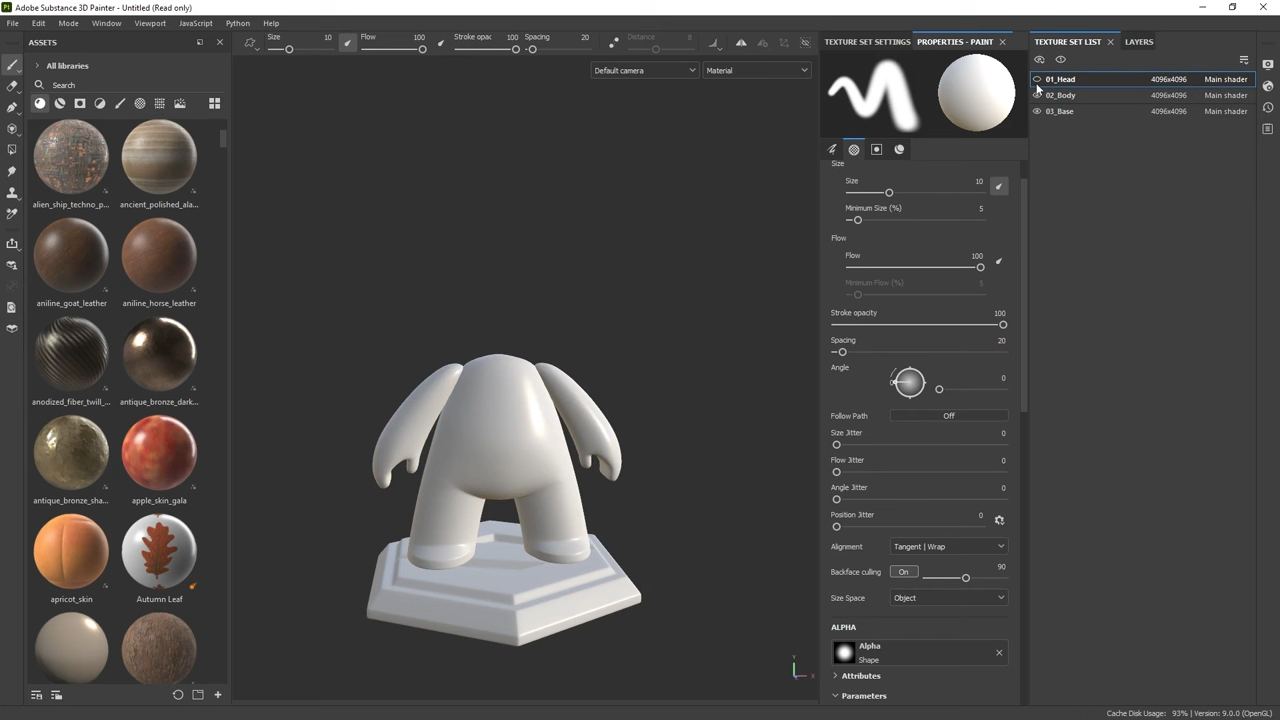 Pt Adobe Substance 3D Painter - Untitled (Read only)
File Edit Mode Window Viewport JavaScript Python Help
ASSETS
Size 10 Flow 100 Stroke opac 100 Spacing 20 Distance 8
TEXTURE SET SETTINGS PROPERTIES - PAINT TEXTURE SET LIST LAYERS
All libraries
Search
Default camera Material
01_Head 4096x4096 Main shader
02_Body 4096x4096 Main shader
03_Base 4096x4096 Main shader
alien_ship_techno_p... ancient_polished_ala...
aniline_goat_leather aniline_horse_leather
anodized_fiber_twill_... antique_bronze_dark...
antique_bronze_sha... apple_skin_gala
apricot_skin Autumn Leaf
Size
Size 10
Minimum Size (%) 5
Flow
Flow 100
Minimum Flow (%) 5
Stroke opacity 100
Spacing 20
Angle 0
Follow Path Off
Size Jitter 0
Flow Jitter 0
Angle Jitter 0
Position Jitter 0
Alignment Tangent | Wrap
Backface culling On 90
Size Space Object
ALPHA
Alpha
Shape
Attributes
Parameters
Y
X
Cache Disk Usage: 93% | Version: 9.0.0 (OpenGL)